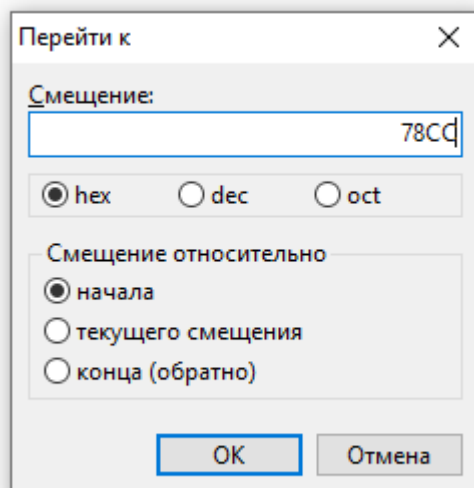 Перейти к
Смещение:
78CC
hex dec oct
Смещение относительно
начала
текущего смещения
конца (обратно)
OK Отмена